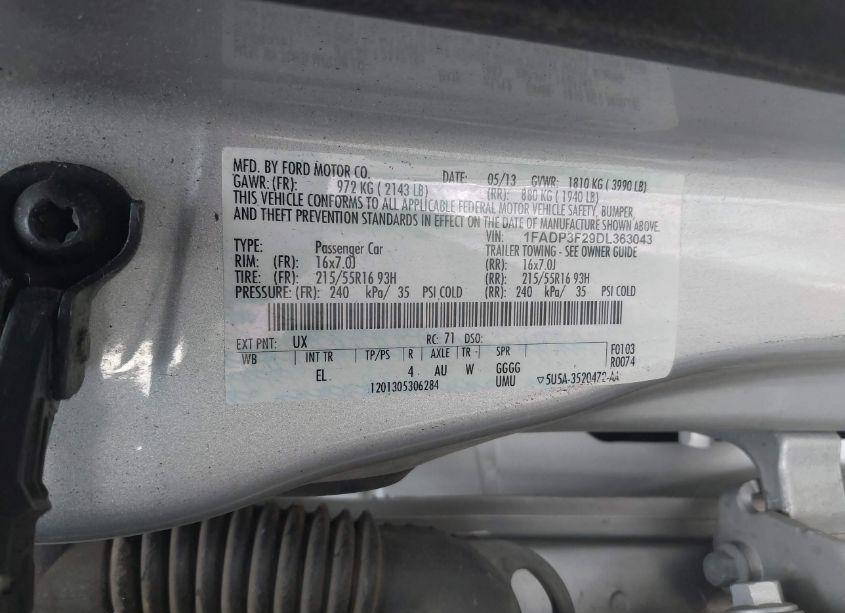 MFD. BY FORD MOTOR CO. DATE: 05/13 GVWR: 1810 KG ( 3990 LB)
GAWR: (FR): 972 KG ( 2143 LB) (RR): 880 KG ( 1940 LB)
THIS VEHICLE CONFORMS TO ALL APPLICABLE FEDERAL MOTOR VEHICLE SAFETY, BUMPER,
AND THEFT PREVENTION STANDARDS IN EFFECT ON THE DATE OF MANUFACTURE SHOWN ABOVE.
VIN: 1FADP3F29DL363043
TYPE: Passenger Car TRAILER TOWING - SEE OWNER GUIDE
RIM: (FR): 16x7.0J (RR): 16x7.0J
TIRE: (FR): 215/55R16 93H (RR): 215/55R16 93H
PRESSURE: (FR): 240 kPa/ 35 PSI COLD (RR): 240 kPa/ 35 PSI COLD
EXT PNT: UX RC: 71 DSO:
WB INT TR TP/PS R AXLE TR SPR F0103
EL 4 AU W GGGG R0074
1201305306284 UMU ▽5U5A-3520472-AA